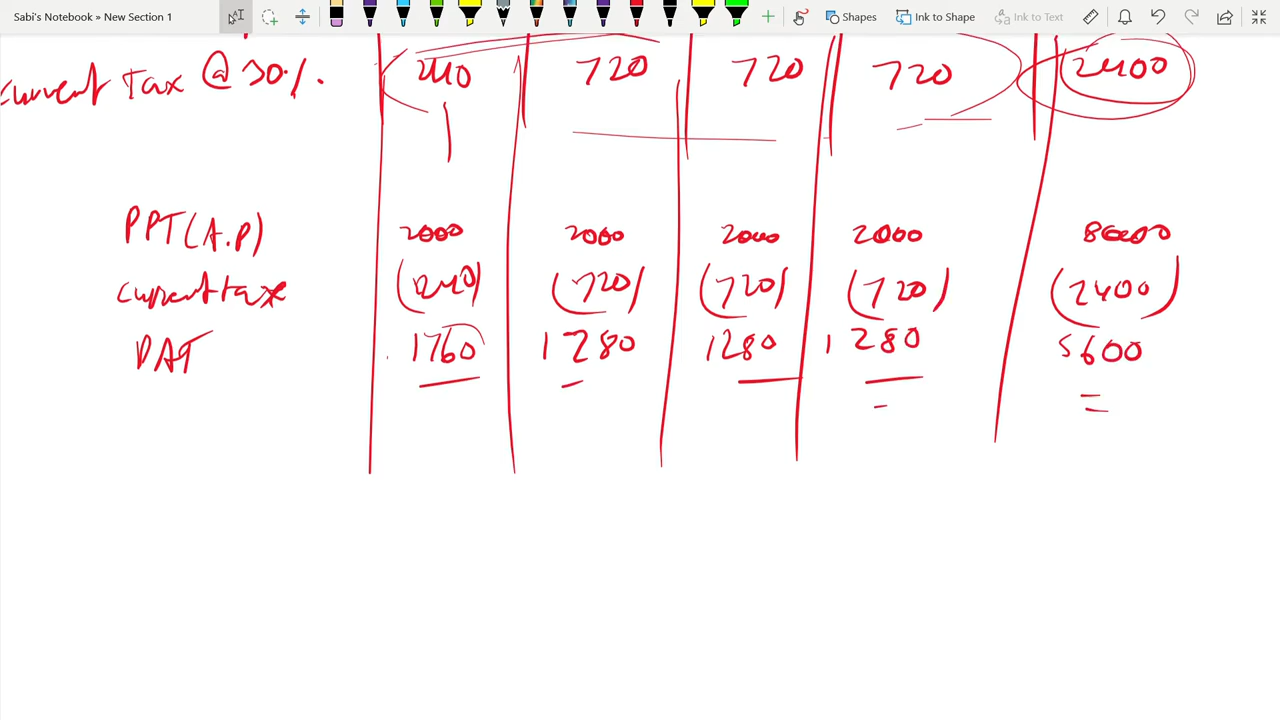 Sabi's Notebook » New Section 1
Shapes Ink to Shape Ink to Text
Current Tax @ 30%. 240 720 720 720 2400
PPT(A.P) 2000 2000 2000 2000 8000
current tax (240) (720) (720) (720) (2400)
PAT 1760 1280 1280 1280 5600